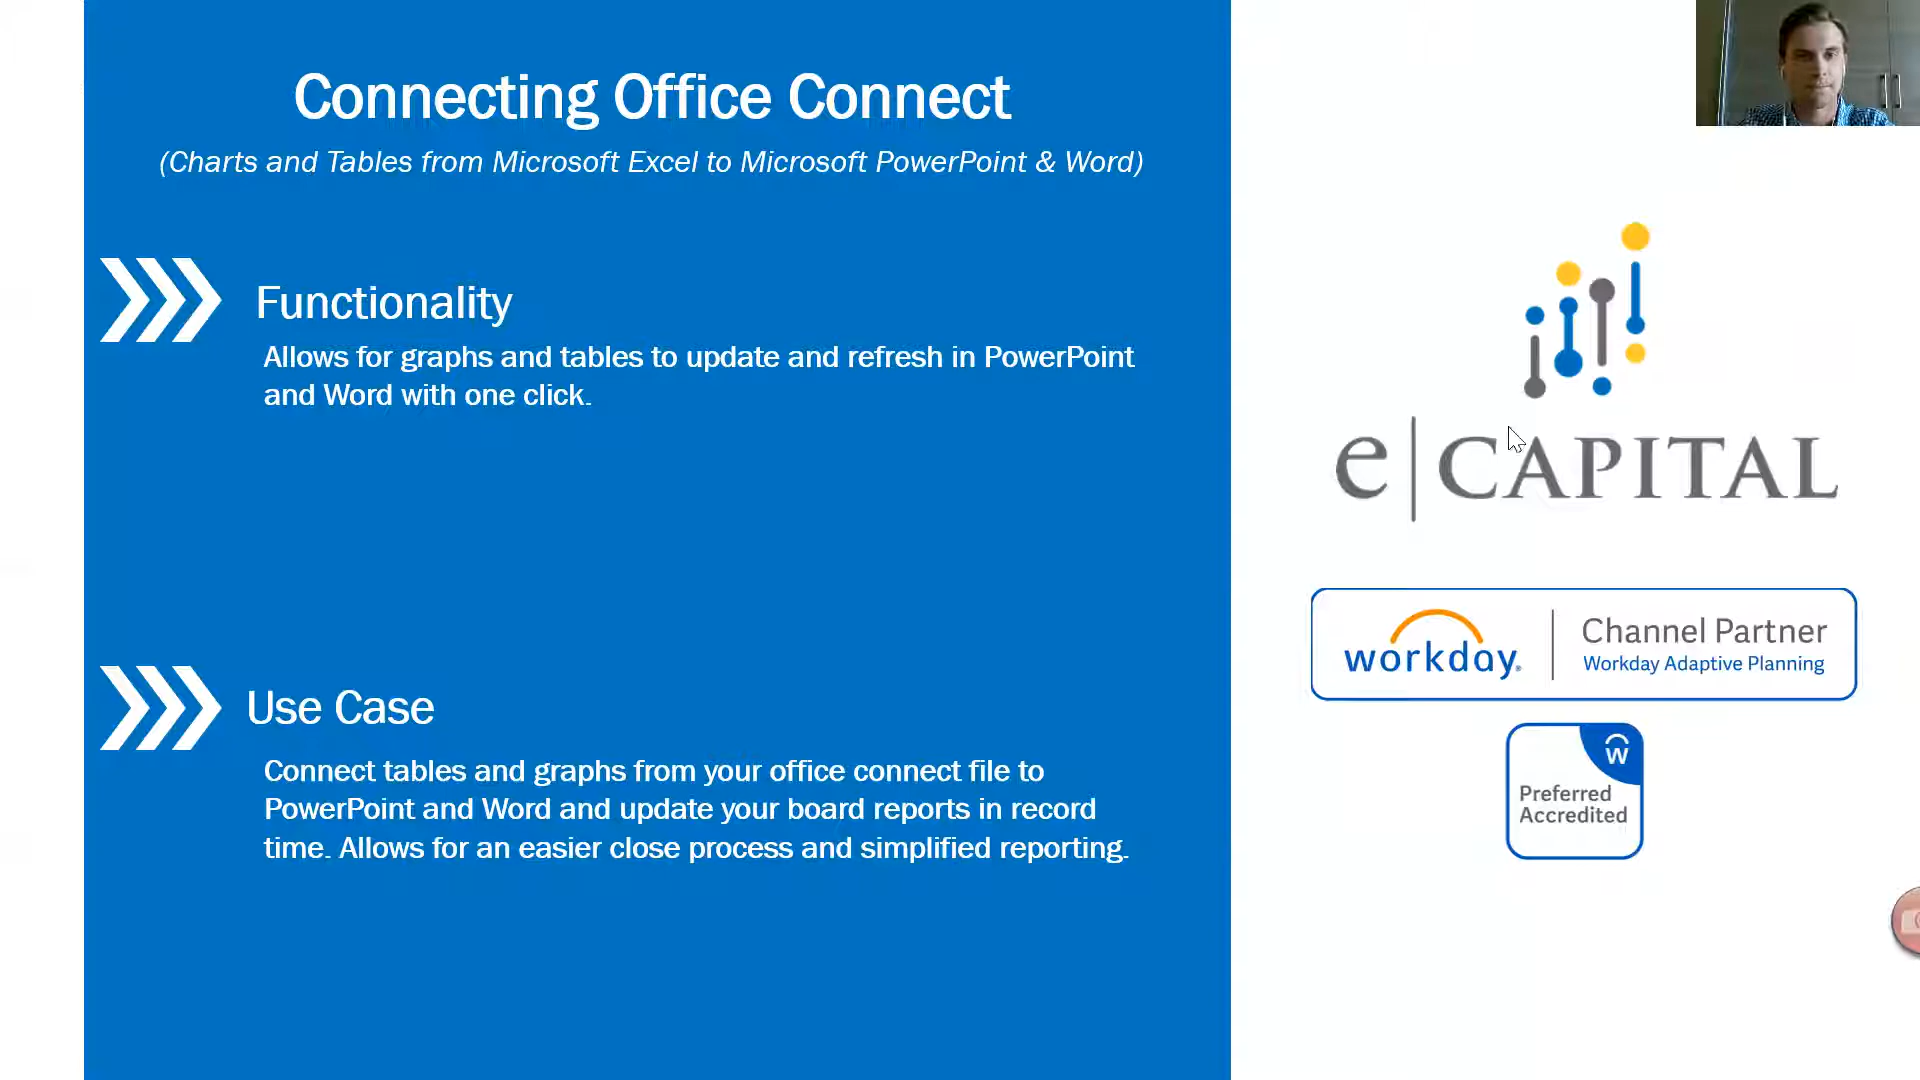 Connecting Office Connect
(Charts and Tables from Microsoft Excel to Microsoft PowerPoint & Word)
Functionality
Allows for graphs and tables to update and refresh in PowerPoint
and Word with one click.
Use Case
Connect tables and graphs from your office connect file to
PowerPoint and Word and update your board reports in record
time. Allows for an easier close process and simplified reporting.
e|CAPITAL
workday®
Channel Partner
Workday Adaptive Planning
W
Preferred
Accredited